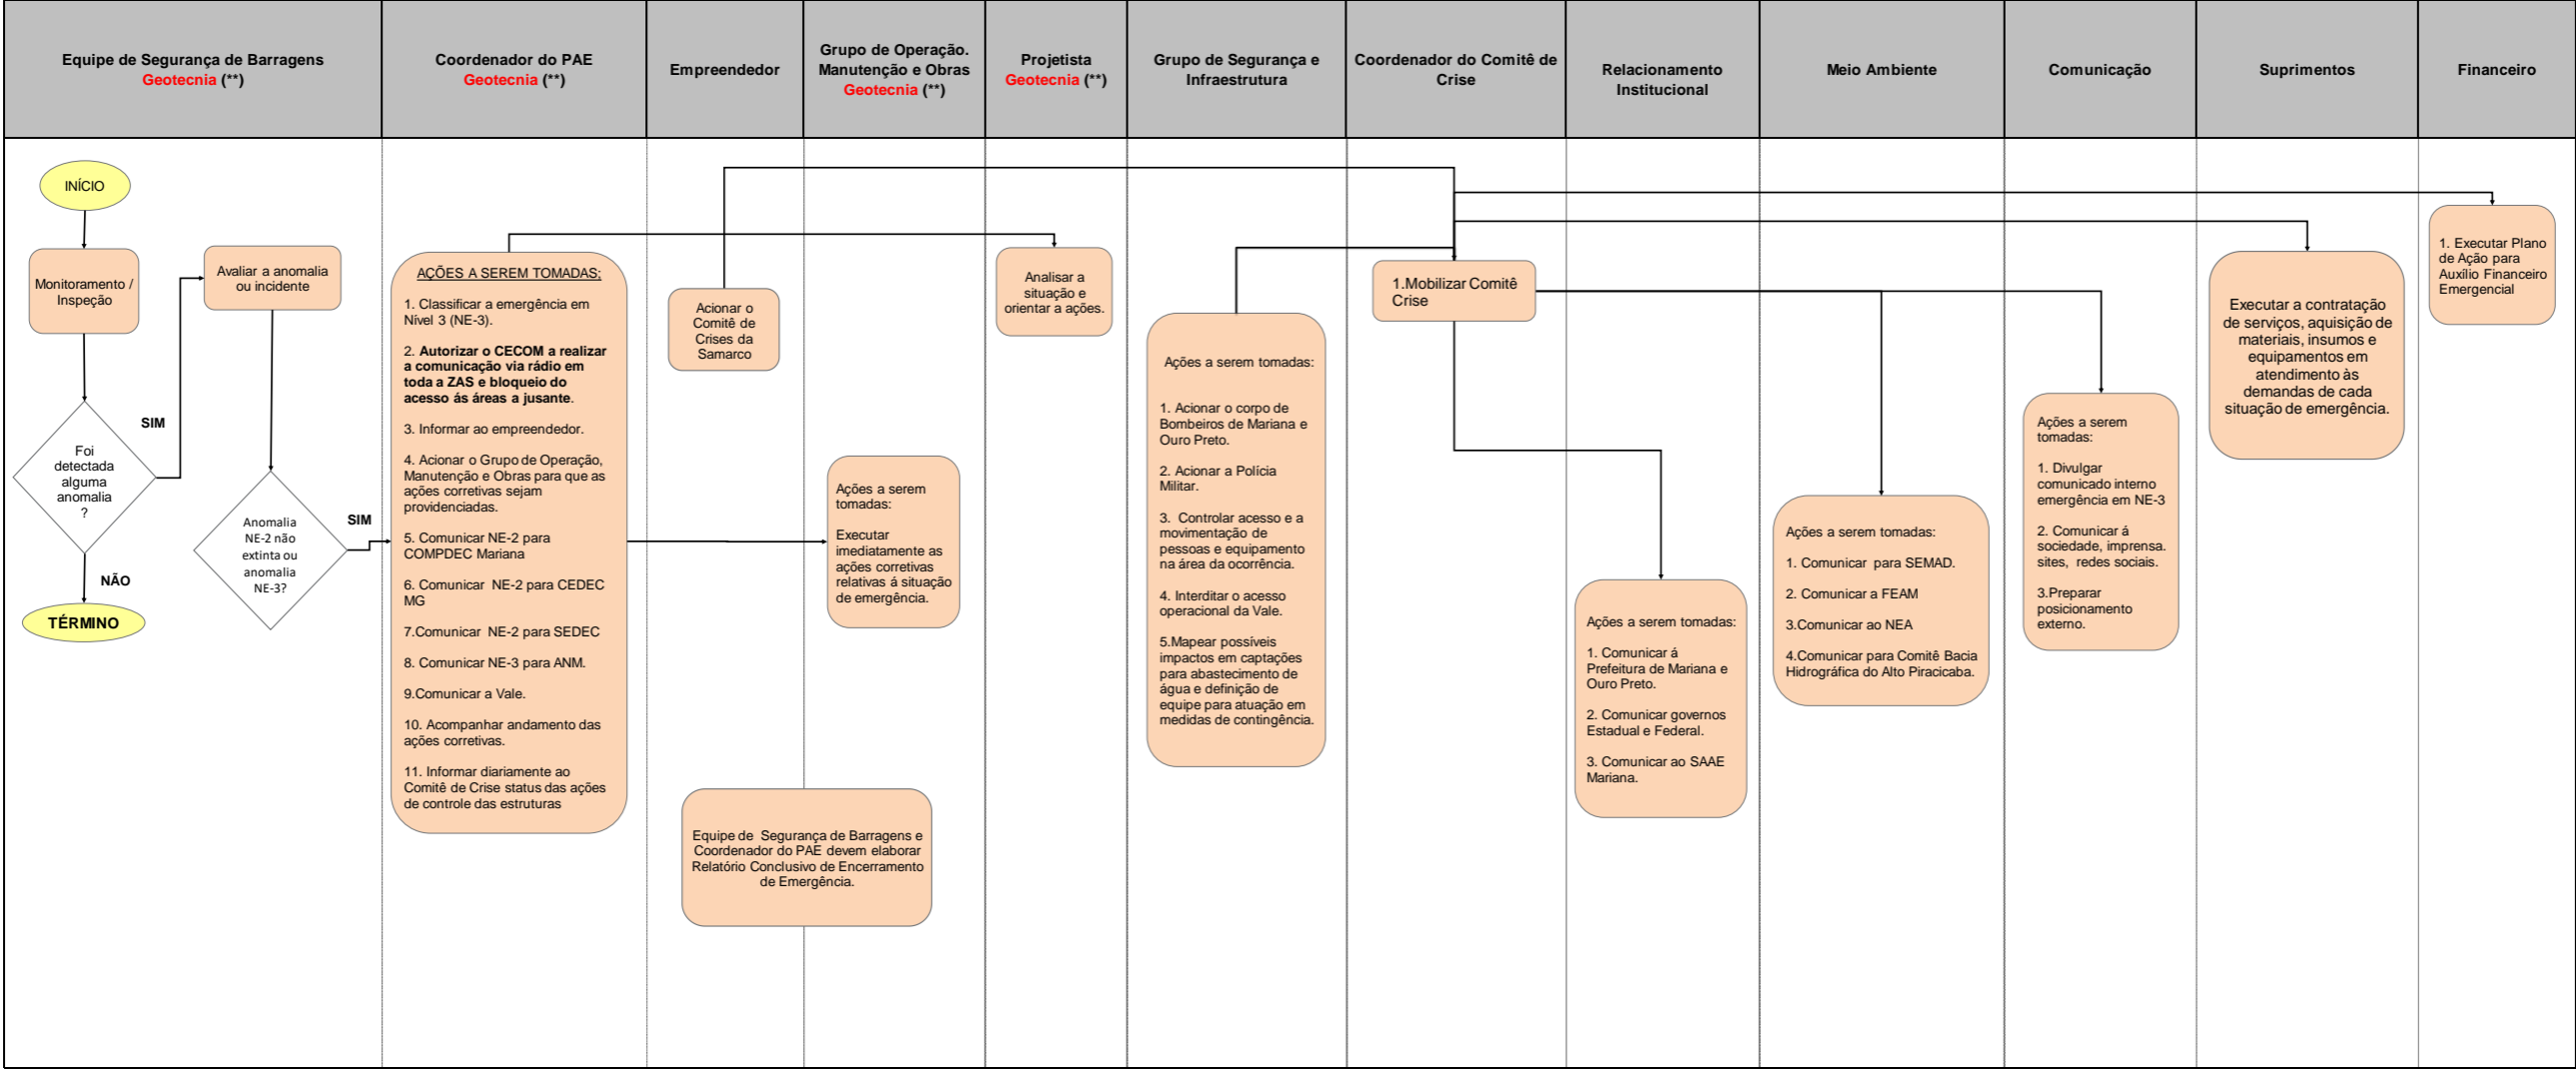 Equipe de Segurança de Barragens
Geotecnia (**)
Coordenador do PAE
Geotecnia (**)
Empreendedor
Grupo de Operação.
Manutenção e Obras
Geotecnia (**)
Projetista
Geotecnia (**)
Grupo de Segurança e
Infraestrutura
Coordenador do Comitê de
Crise
Relacionamento
Institucional
Meio Ambiente
Comunicação
Suprimentos
Financeiro
INÍCIO
Monitoramento /
Inspeção
Foi
detectada
alguma
anomalia
?
SIM
NÃO
TÉRMINO
Avaliar a anomalia
ou incidente
Anomalia
NE-2 não
extinta ou
anomalia
NE-3?
SIM
AÇÕES A SEREM TOMADAS;
1. Classificar a emergência em
Nível 3 (NE-3).
2. Autorizar o CECOM a realizar
a comunicação via rádio em
toda a ZAS e bloqueio do
acesso ás áreas a jusante.
3. Informar ao empreendedor.
4. Acionar o Grupo de Operação,
Manutenção e Obras para que as
ações corretivas sejam
providenciadas.
5. Comunicar NE-2 para
COMPDEC Mariana
6. Comunicar NE-2 para CEDEC
MG
7.Comunicar NE-2 para SEDEC
8. Comunicar NE-3 para ANM.
9.Comunicar a Vale.
10. Acompanhar andamento das
ações corretivas.
11. Informar diariamente ao
Comitê de Crise status das ações
de controle das estruturas
Acionar o
Comitê de
Crises da
Samarco
Ações a serem
tomadas:
Executar
imediatamente as
ações corretivas
relativas á situação
de emergência.
Equipe de Segurança de Barragens e
Coordenador do PAE devem elaborar
Relatório Conclusivo de Encerramento
de Emergência.
Analisar a
situação e
orientar a ações.
Ações a serem tomadas:
1. Acionar o corpo de
Bombeiros de Mariana e
Ouro Preto.
2. Acionar a Polícia
Militar.
3. Controlar acesso e a
movimentação de
pessoas e equipamento
na área da ocorrência.
4. Interditar o acesso
operacional da Vale.
5.Mapear possíveis
impactos em captações
para abastecimento de
água e definição de
equipe para atuação em
medidas de contingência.
1.Mobilizar Comitê
Crise
Ações a serem tomadas:
1. Comunicar á
Prefeitura de Mariana e
Ouro Preto.
2. Comunicar governos
Estadual e Federal.
3. Comunicar ao SAAE
Mariana.
Ações a serem tomadas:
1. Comunicar para SEMAD.
2. Comunicar a FEAM
3.Comunicar ao NEA
4.Comunicar para Comitê Bacia
Hidrográfica do Alto Piracicaba.
Ações a serem
tomadas:
1. Divulgar
comunicado interno
emergência em NE-3
2. Comunicar á
sociedade, imprensa.
sites, redes sociais.
3.Preparar
posicionamento
externo.
Executar a contratação
de serviços, aquisição de
materiais, insumos e
equipamentos em
atendimento às
demandas de cada
situação de emergência.
1. Executar Plano
de Ação para
Auxílio Financeiro
Emergencial